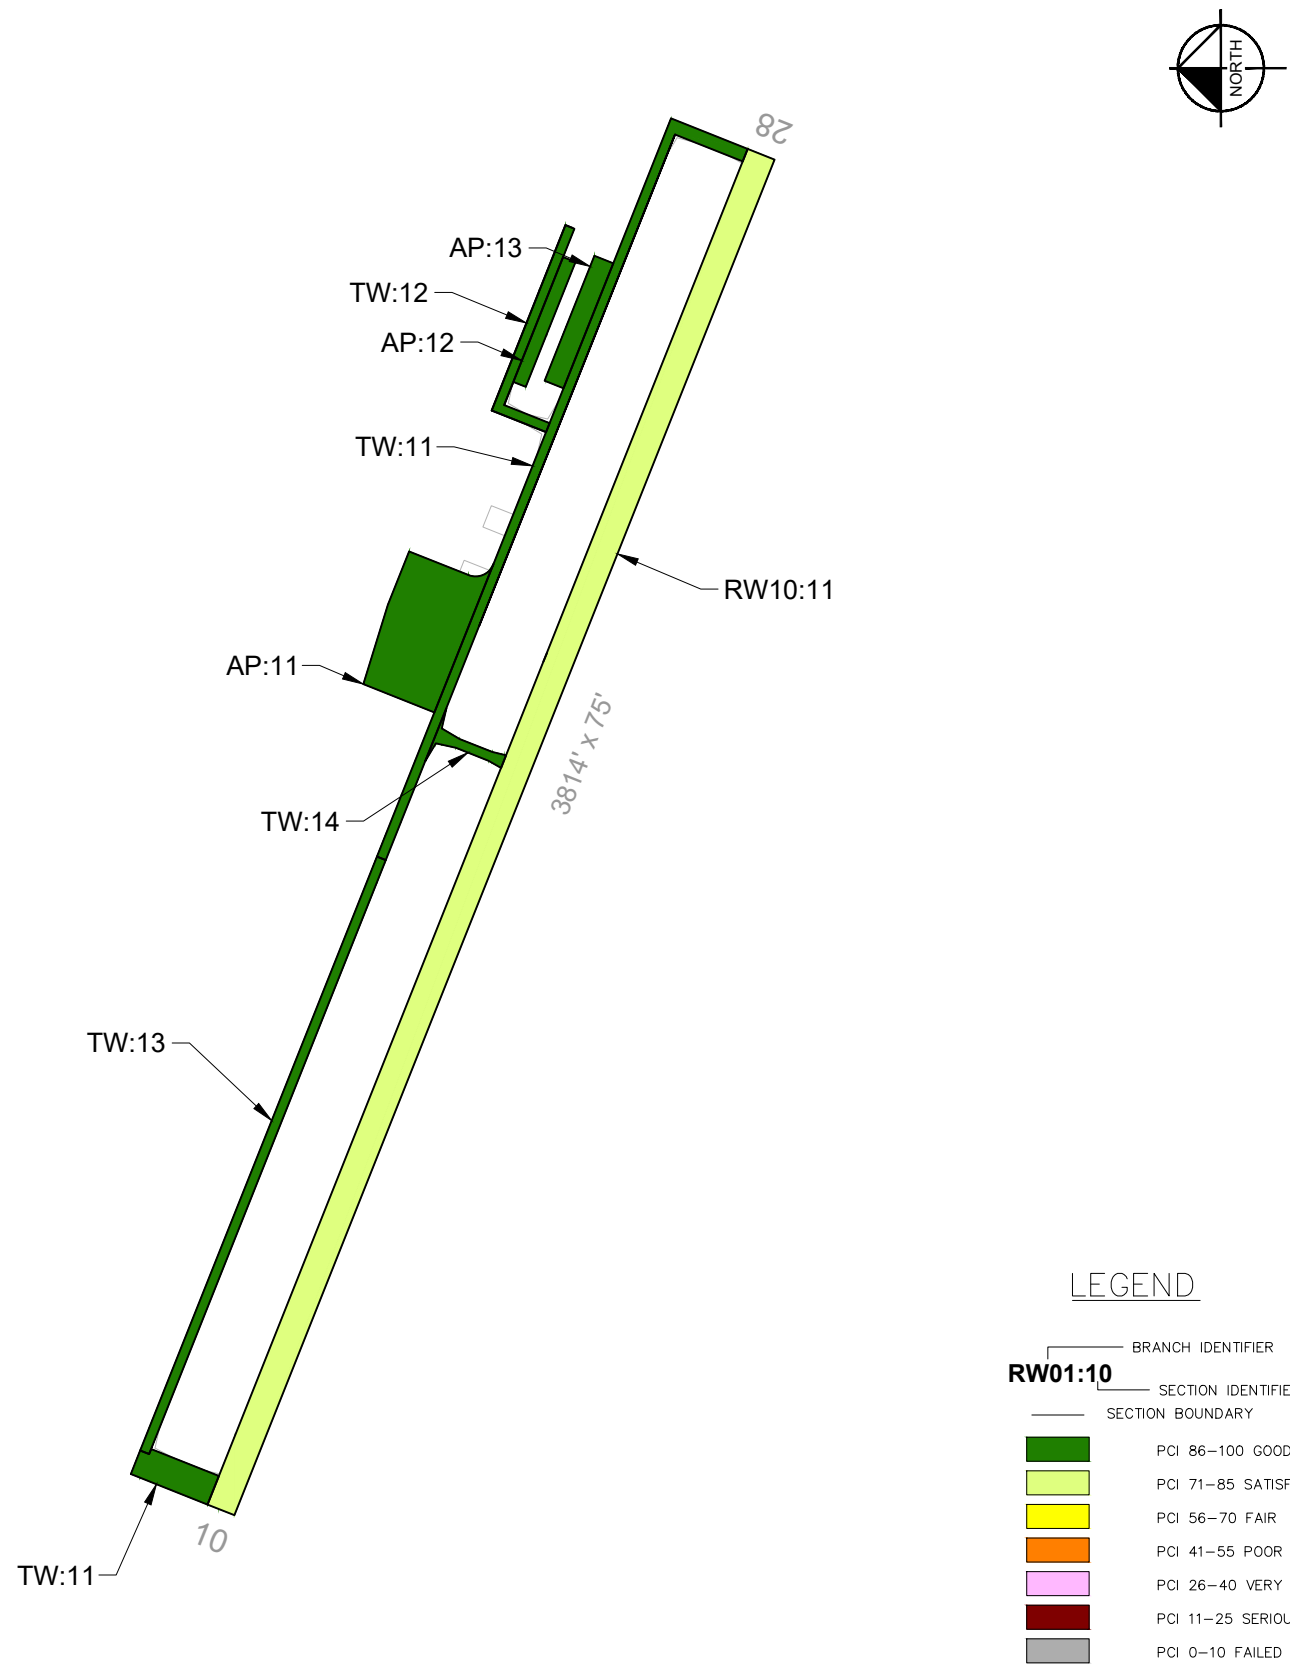 NORTH
28
AP:13
TW:12
AP:12
TW:11
RW10:11
AP:11
3814' x 75'
TW:14
TW:13
10
TW:11
LEGEND
BRANCH IDENTIFIER
RW01:10
SECTION IDENTIFIE
SECTION BOUNDARY
PCI 86-100 GOOD
PCI 71-85 SATISF
PCI 56-70 FAIR
PCI 41-55 POOR
PCI 26-40 VERY
PCI 11-25 SERIOU
PCI 0-10 FAILED